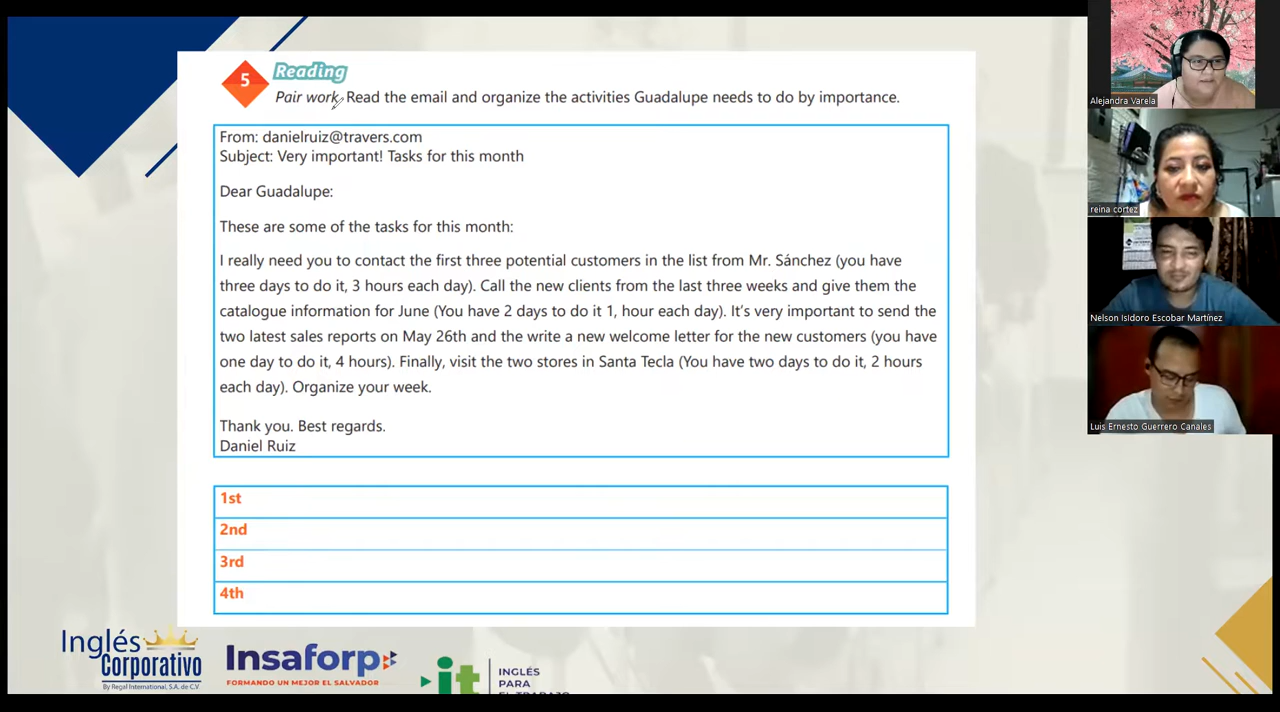 5
Reading
Pair work. Read the email and organize the activities Guadalupe needs to do by importance.
From: danielruiz@travers.com
Subject: Very important! Tasks for this month
Dear Guadalupe:
These are some of the tasks for this month:
I really need you to contact the first three potential customers in the list from Mr. Sánchez (you have
three days to do it, 3 hours each day). Call the new clients from the last three weeks and give them the
catalogue information for June (You have 2 days to do it 1, hour each day). It's very important to send the
two latest sales reports on May 26th and the write a new welcome letter for the new customers (you have
one day to do it, 4 hours). Finally, visit the two stores in Santa Tecla (You have two days to do it, 2 hours
each day). Organize your week.
Thank you. Best regards.
Daniel Ruiz
1st
2nd
3rd
4th
Inglés
Corporativo
By Regal International, S.A. de C.V.
Insaforp
FORMANDO UN MEJOR EL SALVADOR
it
INGLÉS
PARA
EL TRABAJO
Alejandra Varela
reina cortez
Nelson Isidoro Escobar Martínez
Luis Ernesto Guerrero Canales